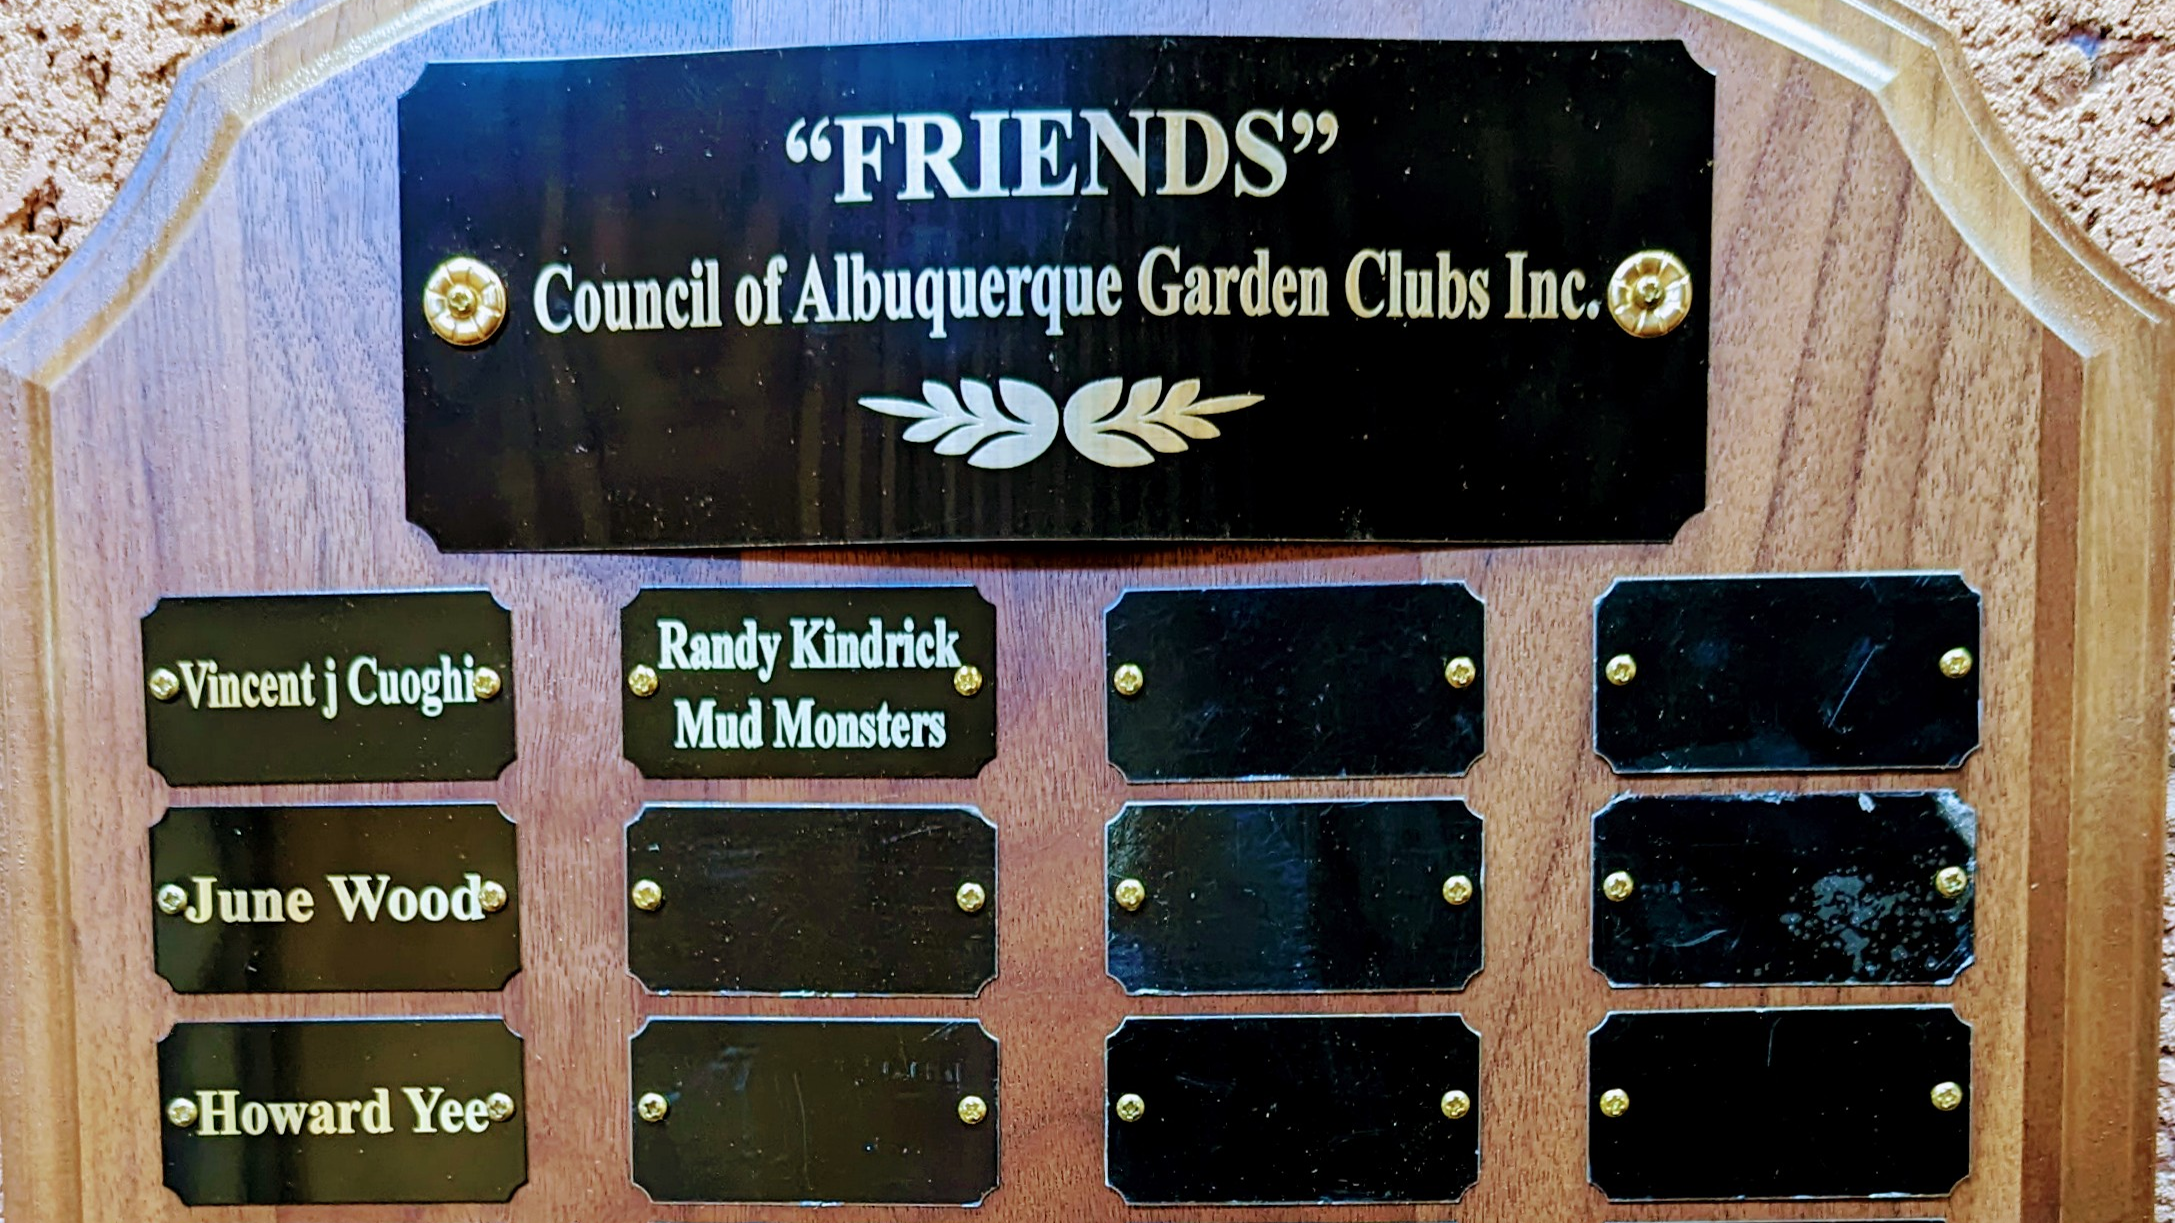 “FRIENDS”
Council of Albuquerque Garden Clubs Inc.
Vincent j Cuoghi
Randy Kindrick
Mud Monsters
June Wood
Howard Yee